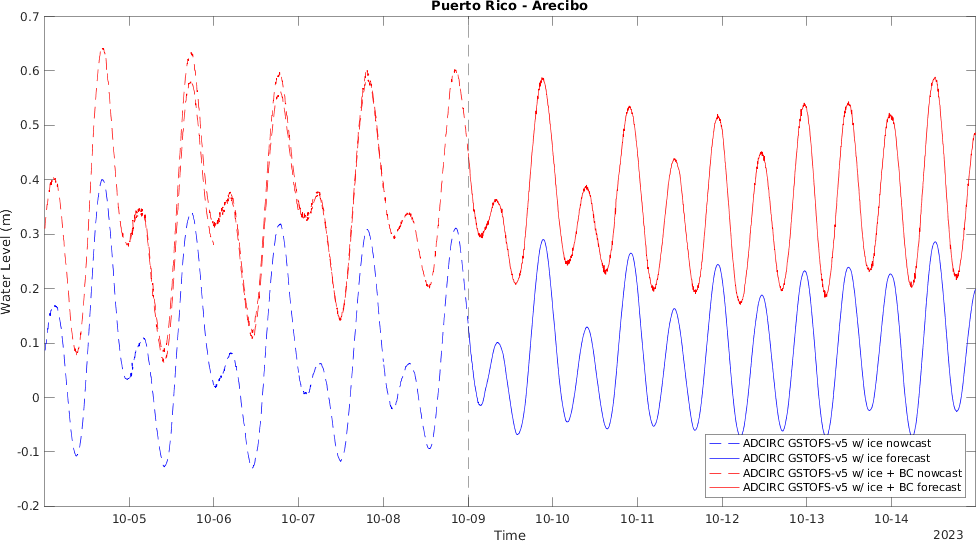 Puerto Rico - Arecibo
0.7
0.6
0.5
0.4
0.3
0.2
0.1
0
-0.1
-0.2
Water Level (m)
ADCIRC GSTOFS-v5 w/ ice nowcast
ADCIRC GSTOFS-v5 w/ ice forecast
ADCIRC GSTOFS-v5 w/ ice + BC nowcast
ADCIRC GSTOFS-v5 w/ ice + BC forecast
10-05 10-06 10-07 10-08 10-09 10-10 10-11 10-12 10-13 10-14
Time
2023